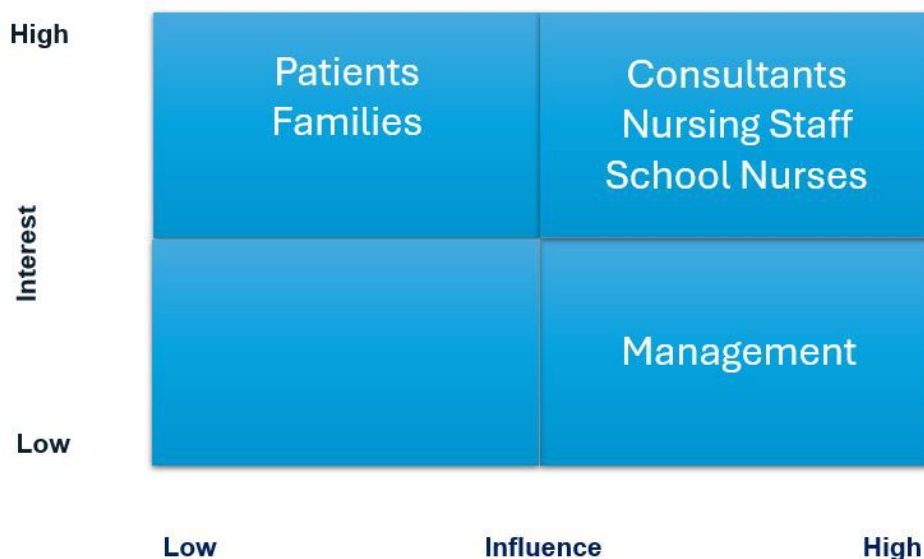 High
Patients
Families
Consultants
Nursing Staff
School Nurses
Interest
Management
Low
Low
Influence
High